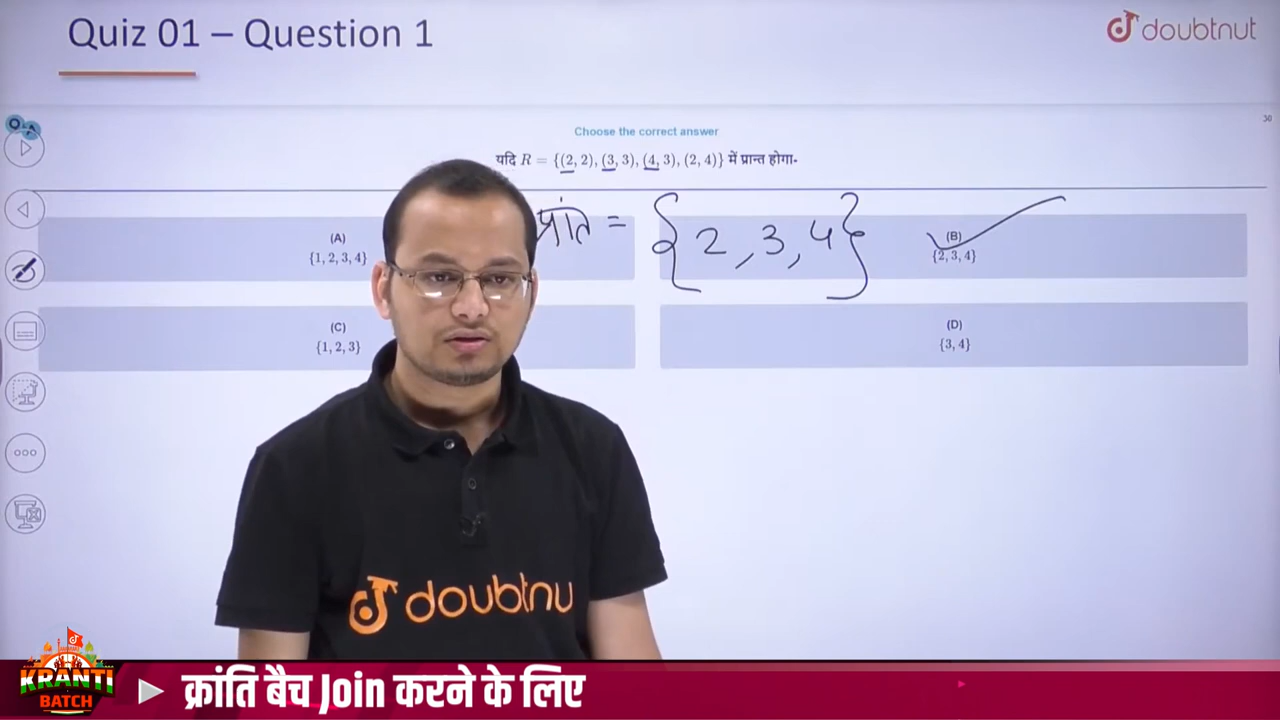 Quiz 01 – Question 1
doubtnut
30
Choose the correct answer
यदि R = {(2, 2), (3, 3), (4, 3), (2, 4)} में प्रान्त होगा-
प्रांत = {2, 3, 4}
(A)
{1, 2, 3, 4}
(B)
{2, 3, 4}
(C)
{1, 2, 3}
(D)
{3, 4}
doubtnu
KRANTI
BATCH
क्रांति बैच Join करने के लिए